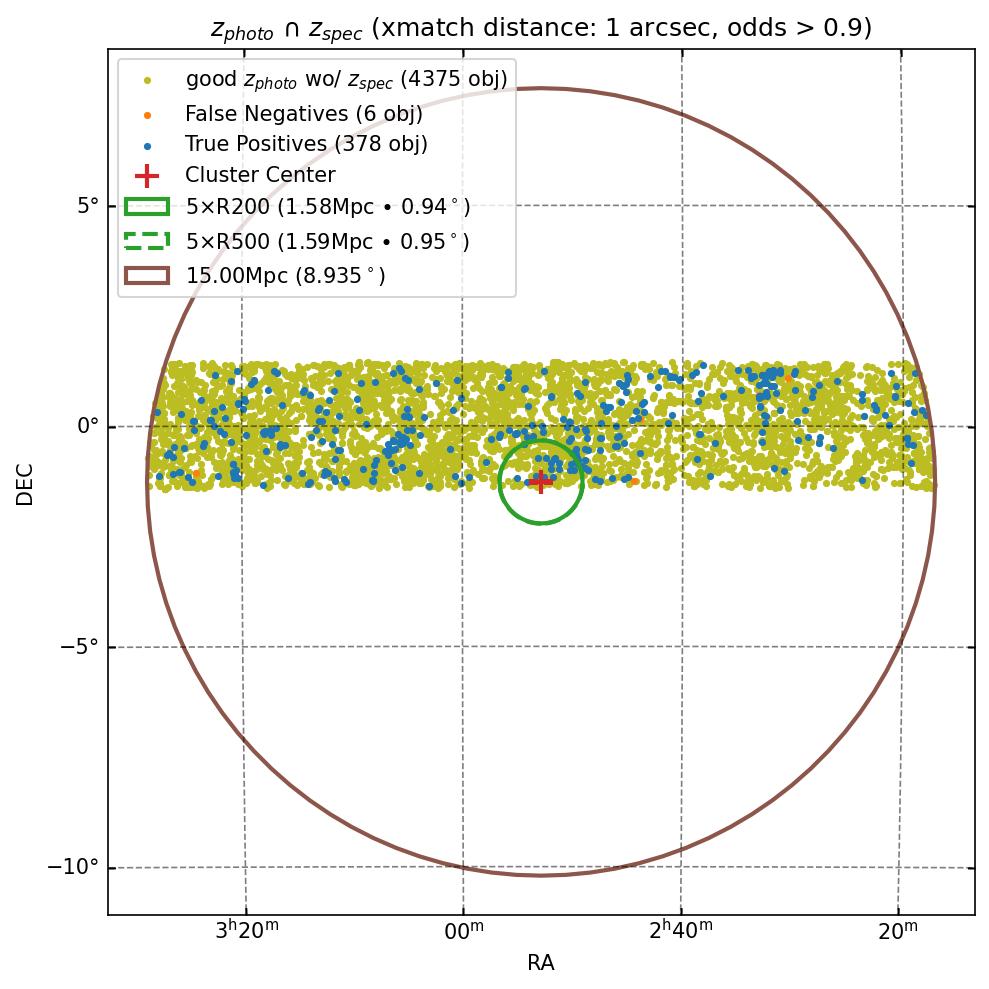 z_photo ∩ z_spec (xmatch distance: 1 arcsec, odds > 0.9)
good z_photo wo/ z_spec (4375 obj)
False Negatives (6 obj)
True Positives (378 obj)
Cluster Center
5×R200 (1.58Mpc • 0.94°)
5×R500 (1.59Mpc • 0.95°)
15.00Mpc (8.935°)
5°
0°
−5°
−10°
DEC
3h20m 00m 2h40m 20m
RA